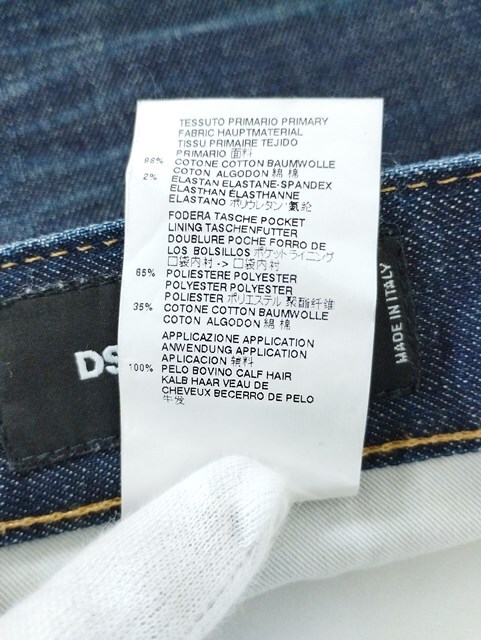 TESSUTO PRIMARIO PRIMARY
FABRIC HAUPTMATERIAL
TISSU PRIMAIRE TEJIDO
PRIMARIO 面料
98% COTONE COTTON BAUMWOLLE
COTON ALGODON 綿 棉
2% ELASTAN ELASTANE-SPANDEX
ELASTHAN ELASTHANNE
ELASTANO ポリウレタン 氨纶
FODERA TASCHE POCKET
LINING TASCHENFUTTER
DOUBLURE POCHE FORRO DE
LOS BOLSILLOS ポケットライニング
口袋内衬 -> 口袋内衬
65% POLIESTERE POLYESTER
POLYESTER POLYESTER
POLIESTER ポリエステル 聚酯纤维
35% COTONE COTTON BAUMWOLLE
COTON ALGODON 綿 棉
APPLICAZIONE APPLICATION
ANWENDUNG APPLICATION
APLICACION 辅料
100% PELO BOVINO CALF HAIR
KALB HAAR VEAU DE
CHEVEUX BECERRO DE PELO
牛发
DS
MADE IN ITALY